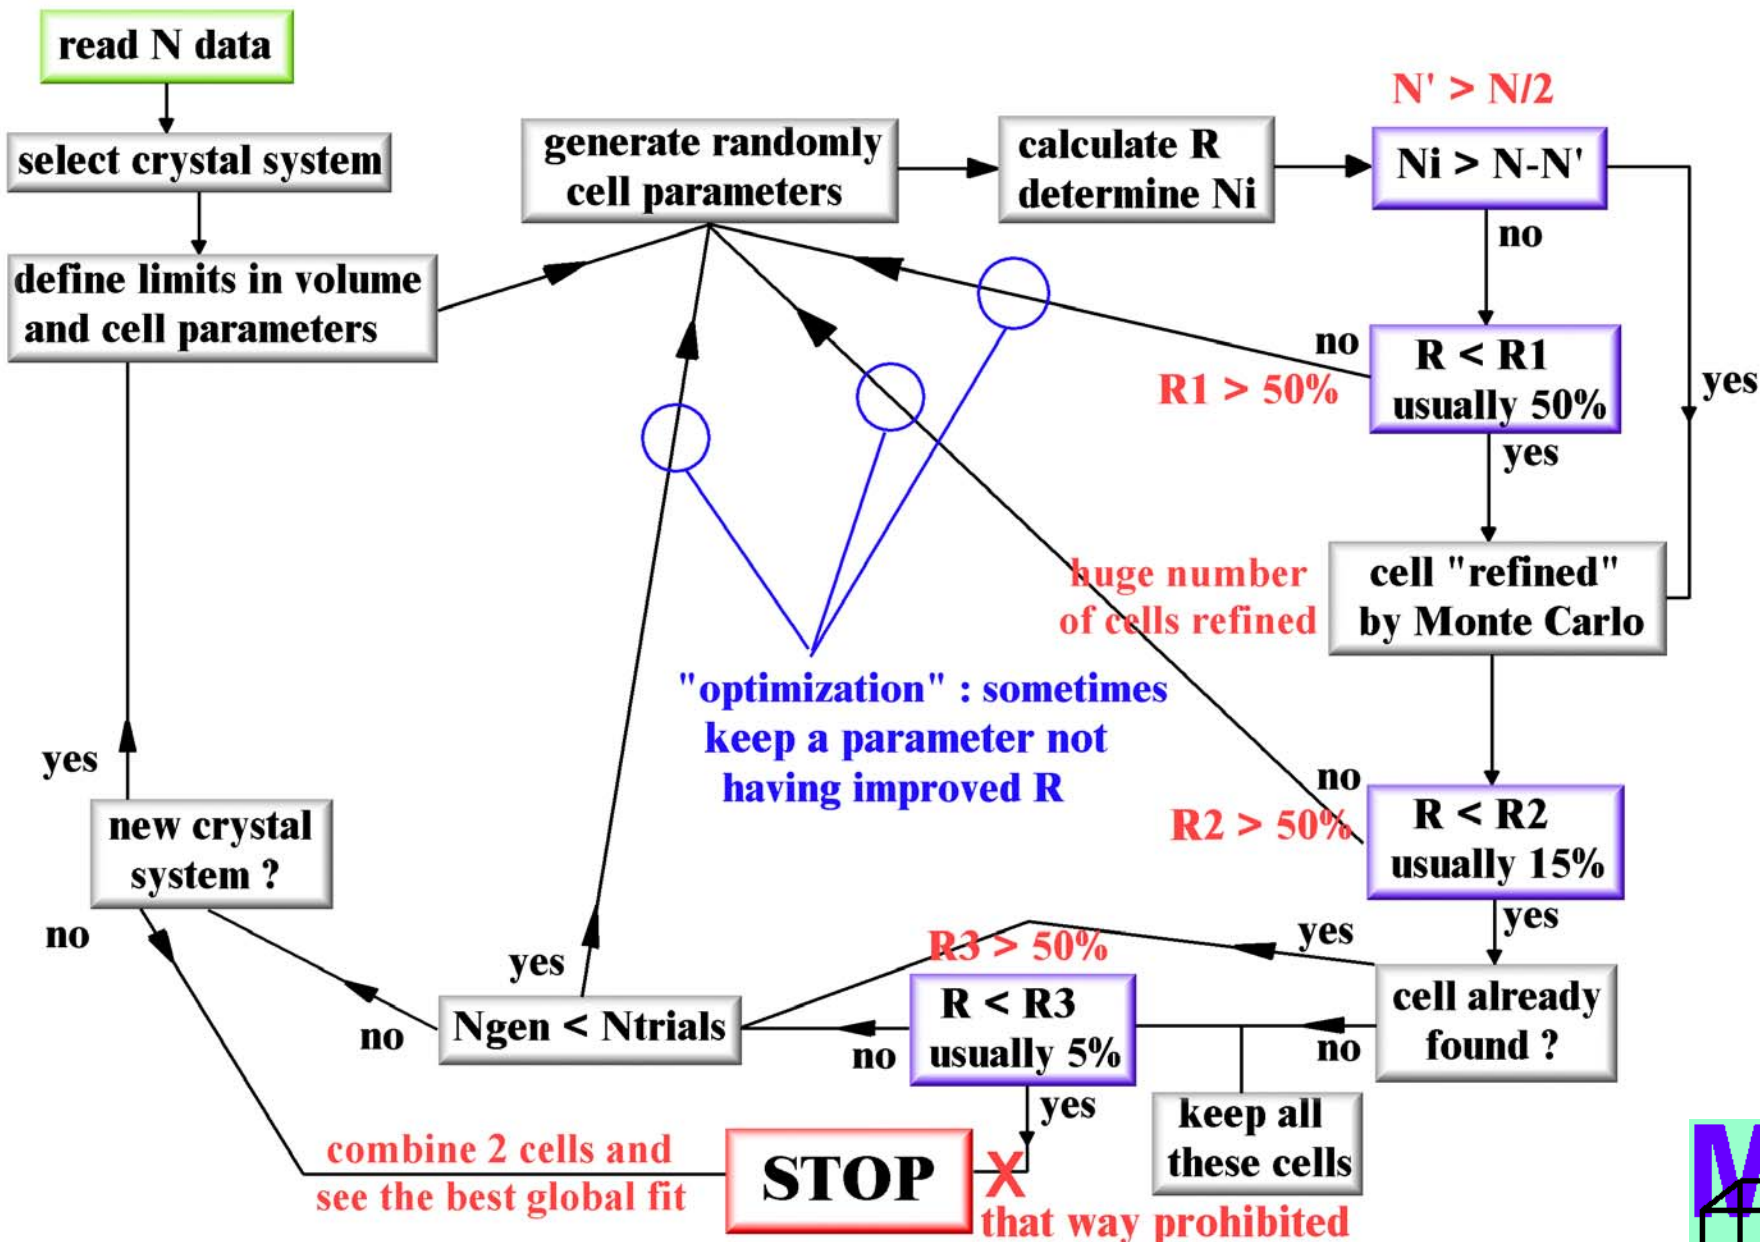 read N data
select crystal system
define limits in volume
and cell parameters
generate randomly
cell parameters
calculate R
determine Ni
N' > N/2
Ni > N-N'
no
yes
R < R1
usually 50%
no
R1 > 50%
yes
huge number
of cells refined
cell "refined"
by Monte Carlo
"optimization" : sometimes
keep a parameter not
having improved R
no
R2 > 50%
R < R2
usually 15%
yes
cell already
found ?
yes
no
keep all
these cells
R3 > 50%
R < R3
usually 5%
no
yes
Ngen < Ntrials
yes
no
new crystal
system ?
yes
no
combine 2 cells and
see the best global fit
STOP
X
that way prohibited
M